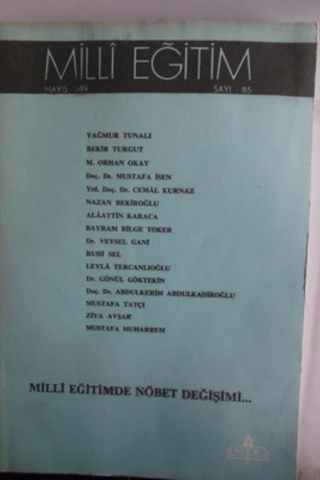 MİLLÎ EĞİTİM
MAYIS 1989 SAYI : 85
YAĞMUR TUNALI
BEKİR TURGUT
M. ORHAN OKAY
Doç. Dr. MUSTAFA İSEN
Yrd. Doç. Dr. CEMÂL KURNAZ
NAZAN BEKİROĞLU
ALÂATTİN KARACA
BAYRAM BİLGE TOKER
Dr. VEYSEL GANİ
RUHİ SEL
LEYLÂ TERCANLIOĞLU
Dr. GÖNÜL GÖKTEKİN
Doç. Dr. ABDULKERİM ABDULKADİROĞLU
MUSTAFA TATÇI
ZİYA AVŞAR
MUSTAFA MUHARREM
MİLLÎ EĞİTİMDE NÖBET DEĞİŞİMİ...